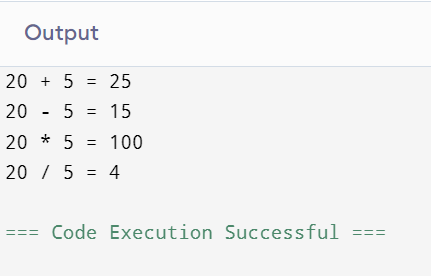 Output
20 + 5 = 25
20 - 5 = 15
20 * 5 = 100
20 / 5 = 4
=== Code Execution Successful ===